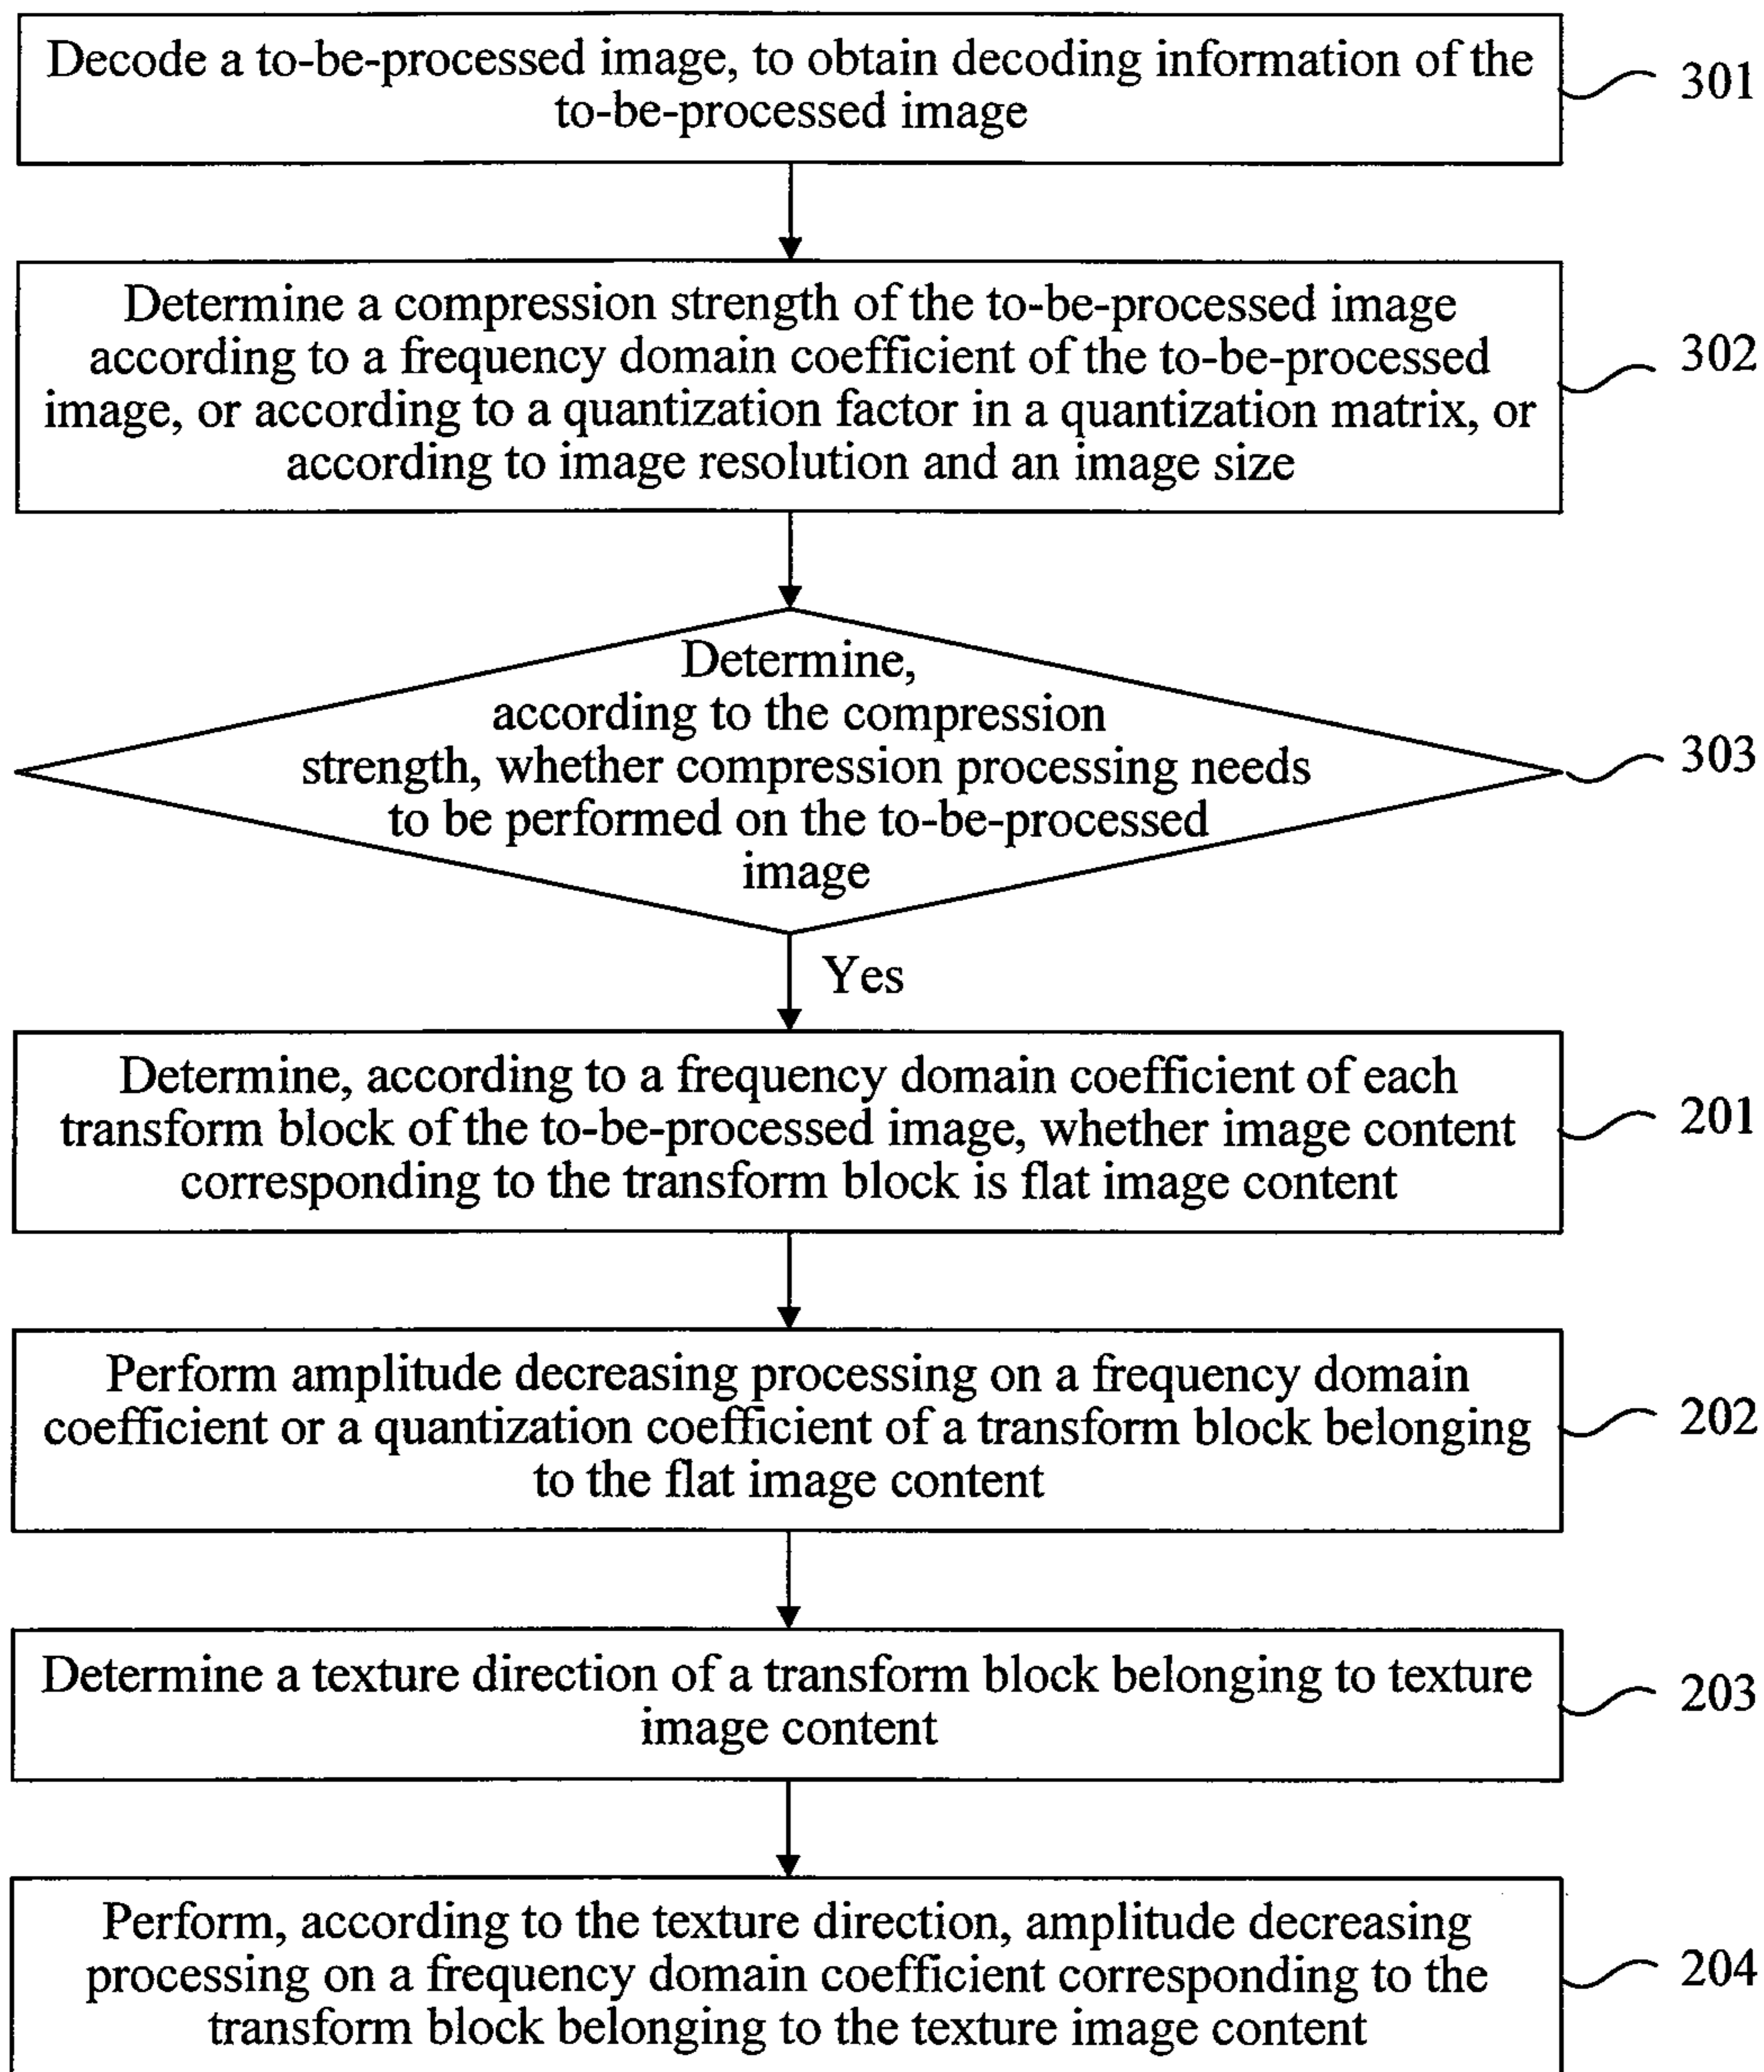 Decode a to-be-processed image, to obtain decoding information of the
to-be-processed image
301
Determine a compression strength of the to-be-processed image
according to a frequency domain coefficient of the to-be-processed
image, or according to a quantization factor in a quantization matrix, or
according to image resolution and an image size
302
Determine,
according to the compression
strength, whether compression processing needs
to be performed on the to-be-processed
image
303
Yes
Determine, according to a frequency domain coefficient of each
transform block of the to-be-processed image, whether image content
corresponding to the transform block is flat image content
201
Perform amplitude decreasing processing on a frequency domain
coefficient or a quantization coefficient of a transform block belonging
to the flat image content
202
Determine a texture direction of a transform block belonging to texture
image content
203
Perform, according to the texture direction, amplitude decreasing
processing on a frequency domain coefficient corresponding to the
transform block belonging to the texture image content
204